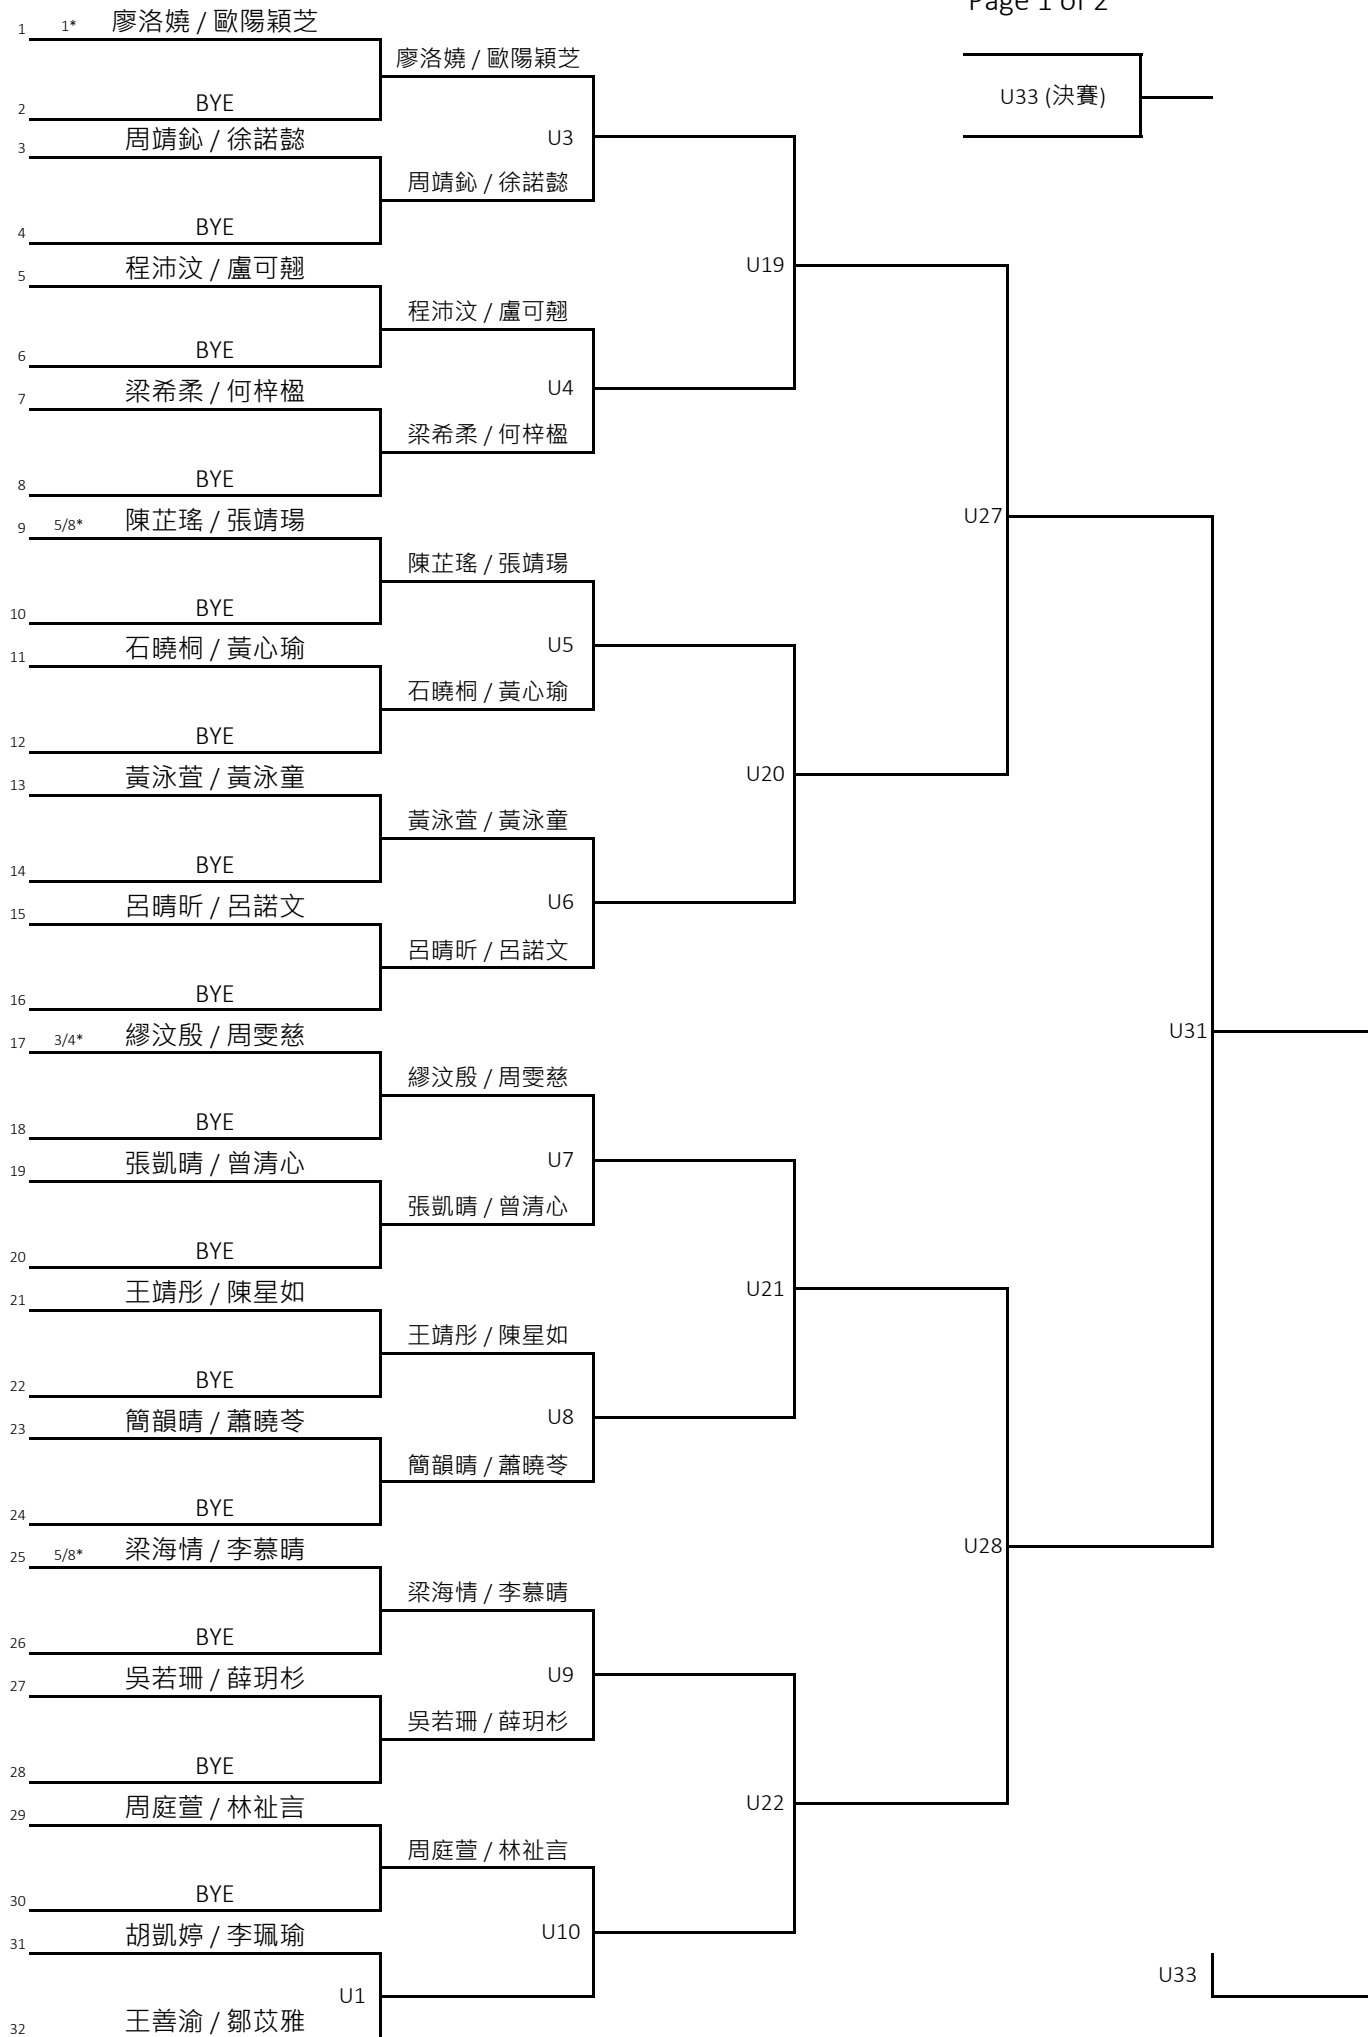 Page 1 of 2
1 1* 廖洛嬈 / 歐陽穎芝
廖洛嬈 / 歐陽穎芝
U33 (決賽)
2 BYE
U3
3 周靖鈊 / 徐諾懿
周靖鈊 / 徐諾懿
4 BYE
U19
5 程沛汶 / 盧可翹
程沛汶 / 盧可翹
6 BYE
U4
7 梁希柔 / 何梓楹
梁希柔 / 何梓楹
8 BYE
U27
9 5/8* 陳芷瑤 / 張靖瑒
陳芷瑤 / 張靖瑒
10 BYE
U5
11 石曉桐 / 黃心瑜
石曉桐 / 黃心瑜
12 BYE
U20
13 黃泳萓 / 黃泳童
黃泳萓 / 黃泳童
14 BYE
U6
15 呂晴昕 / 呂諾文
呂晴昕 / 呂諾文
16 BYE
U31
17 3/4* 繆汶殷 / 周雯慈
繆汶殷 / 周雯慈
18 BYE
U7
19 張凱晴 / 曾清心
張凱晴 / 曾清心
20 BYE
U21
21 王靖彤 / 陳星如
王靖彤 / 陳星如
22 BYE
U8
23 簡韻晴 / 蕭曉苓
簡韻晴 / 蕭曉苓
24 BYE
U28
25 5/8* 梁海情 / 李慕晴
梁海情 / 李慕晴
26 BYE
U9
27 吳若珊 / 薛玥杉
吳若珊 / 薛玥杉
28 BYE
U22
29 周庭萱 / 林祉言
周庭萱 / 林祉言
30 BYE
U10
31 胡凱婷 / 李珮瑜
U33
U1
32 王善渝 / 鄒苡雅